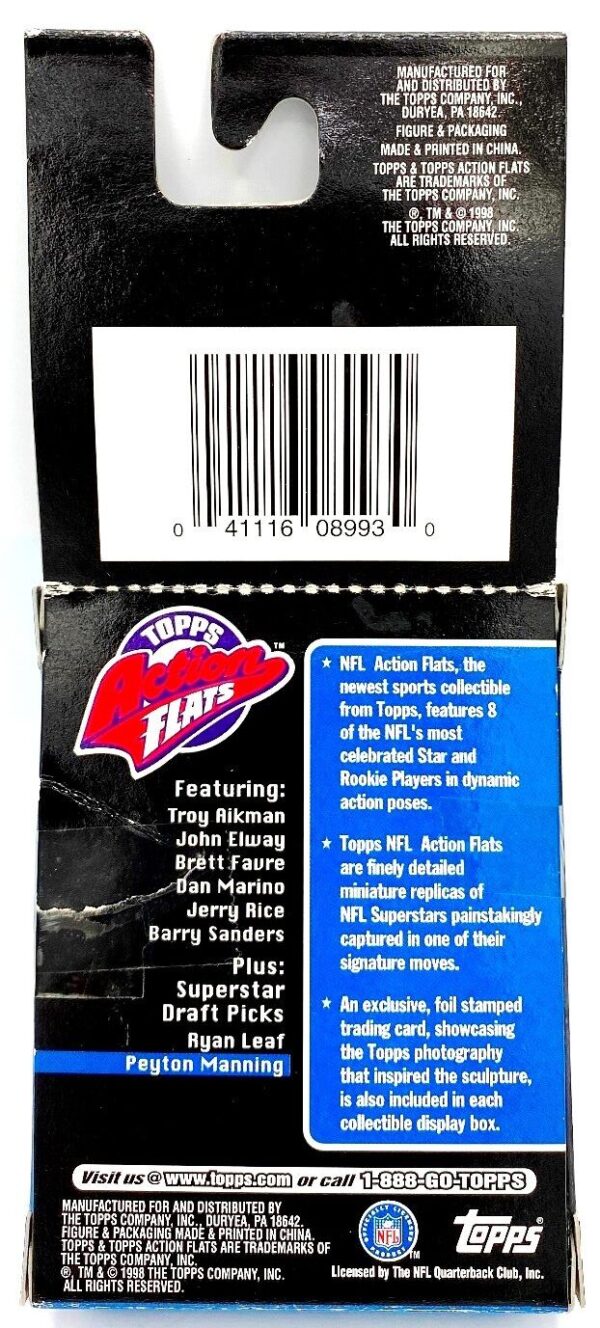 MANUFACTURED FOR
AND DISTRIBUTED BY
THE TOPPS COMPANY, INC.,
DURYEA, PA 18642.
FIGURE & PACKAGING
MADE & PRINTED IN CHINA.
TOPPS & TOPPS ACTION FLATS
ARE TRADEMARKS OF
THE TOPPS COMPANY, INC.
®, TM & © 1998
THE TOPPS COMPANY, INC.
ALL RIGHTS RESERVED.
0 41116 08993 0
TOPPS
Action™
FLATS
Featuring:
Troy Aikman
John Elway
Brett Favre
Dan Marino
Jerry Rice
Barry Sanders
Plus:
Superstar
Draft Picks
Ryan Leaf
Peyton Manning
★ NFL Action Flats, the
newest sports collectible
from Topps, features 8
of the NFL's most
celebrated Star and
Rookie Players in dynamic
action poses.
★ Topps NFL Action Flats
are finely detailed
miniature replicas of
NFL Superstars painstakingly
captured in one of their
signature moves.
★ An exclusive, foil stamped
trading card, showcasing
the Topps photography
that inspired the sculpture,
is also included in each
collectible display box.
Visit us @ www.topps.com or call 1-888-GO-TOPPS
MANUFACTURED FOR AND DISTRIBUTED BY
THE TOPPS COMPANY, INC., DURYEA, PA 18642.
FIGURE & PACKAGING MADE & PRINTED IN CHINA.
TOPPS & TOPPS ACTION FLATS ARE TRADEMARKS OF
THE TOPPS COMPANY, INC.
®, TM & © 1998 THE TOPPS COMPANY, INC.
ALL RIGHTS RESERVED.
NFL
TM
topps®
Licensed by The NFL Quarterback Club, Inc.